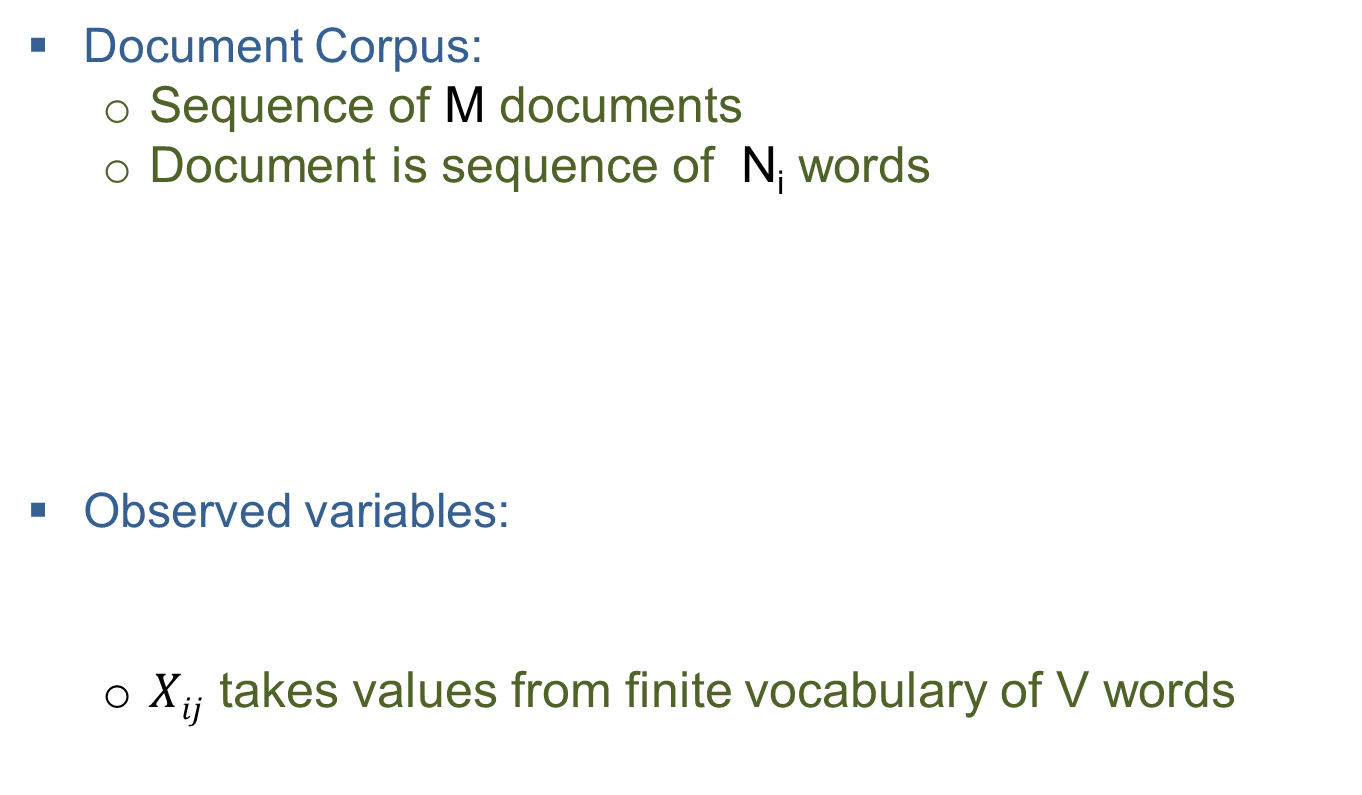 ▪ Document Corpus:
o Sequence of M documents
o Document is sequence of N_i words
▪ Observed variables:
o X_ij takes values from finite vocabulary of V words